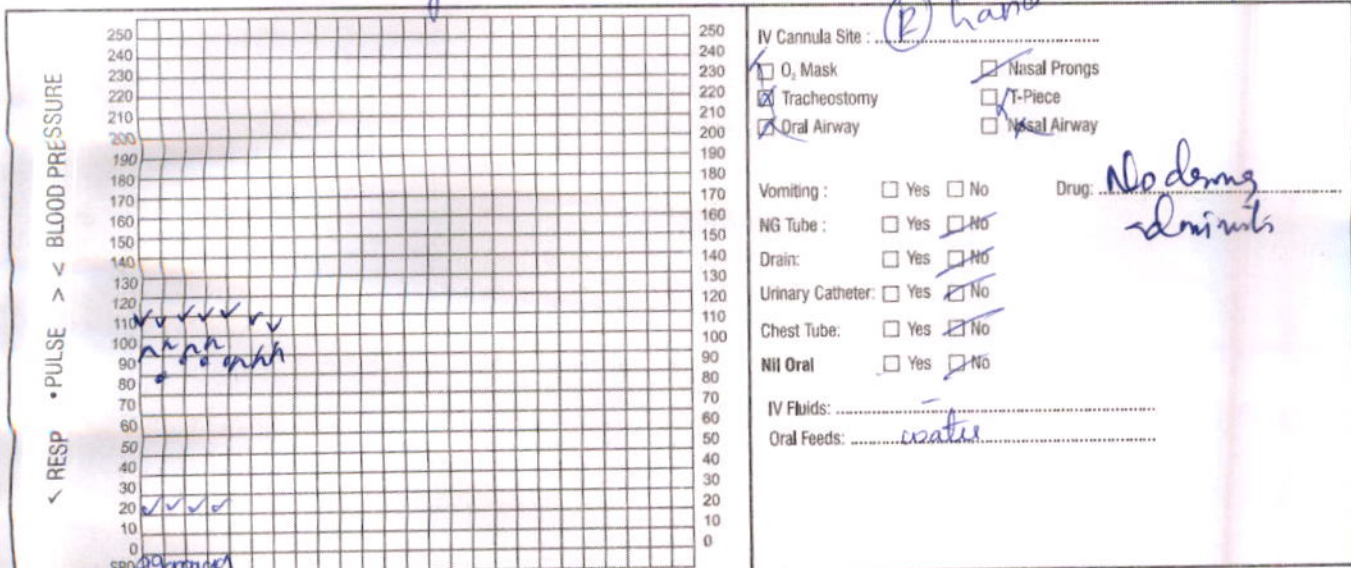 250 250
240 240
230 230
220 220
210 210
200 200
190 190
180 180
170 170
160 160
150 150
140 140
130 130
120 120
110 110
100 100
90 90
80 80
70 70
60 60
50 50
40 40
30 30
20 20
10 10
0 0
< RESP • PULSE > < BLOOD PRESSURE
IV Cannula Site : (R) hand
O₂ Mask Nasal Prongs
Tracheostomy T-Piece
Oral Airway Nasal Airway
Vomiting : Yes No Drug: No
NG Tube : Yes No
Drain: Yes No
Urinary Catheter: Yes No
Chest Tube: Yes No
Nil Oral Yes No
IV Fluids: –
Oral Feeds: water